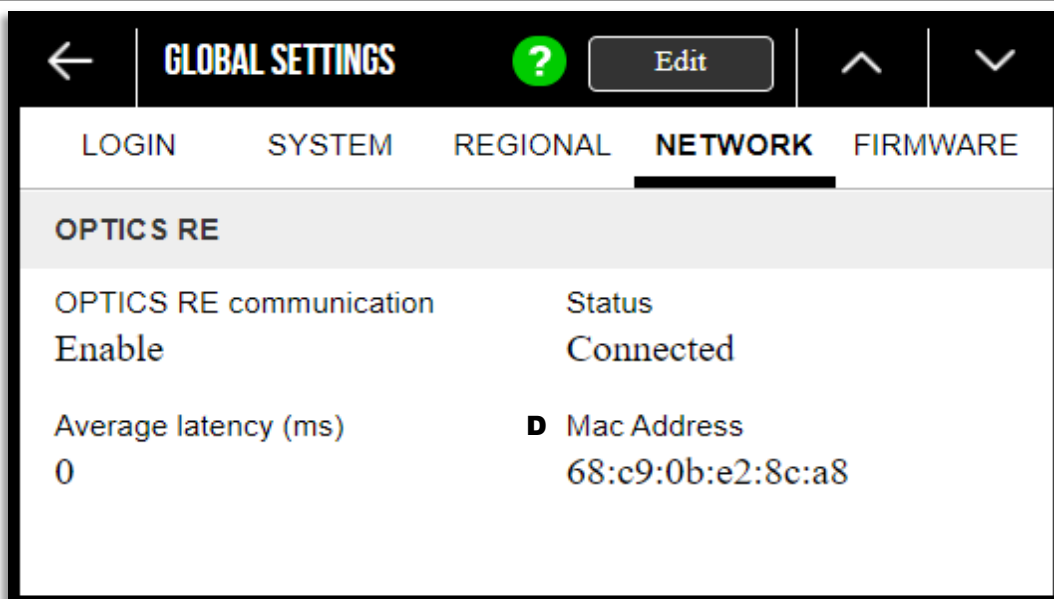 GLOBAL SETTINGS ? Edit
LOGIN SYSTEM REGIONAL NETWORK FIRMWARE
OPTICS RE
OPTICS RE communication Status
Enable Connected
Average latency (ms) D Mac Address
0 68:c9:0b:e2:8c:a8